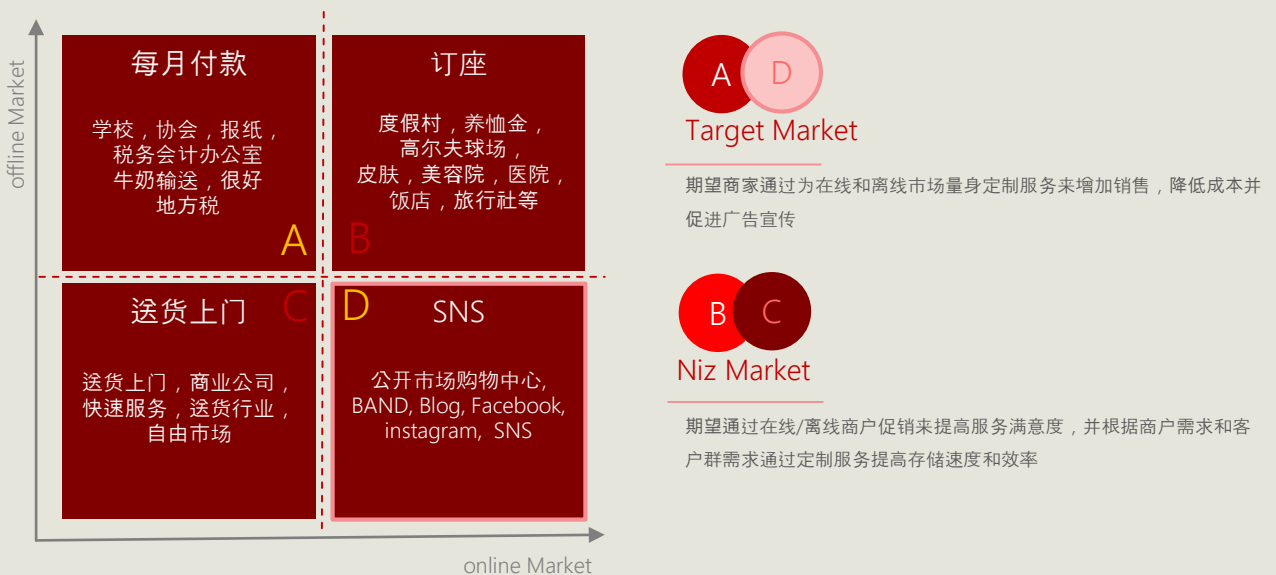 offline Market
每月付款
学校，协会，报纸，
税务会计办公室
牛奶输送，很好
地方税
A
订座
度假村，养恤金，
高尔夫球场，
皮肤，美容院，医院，
饭店，旅行社等
B
送货上门
C
送货上门，商业公司，
快速服务，送货行业，
自由市场
D
SNS
公开市场购物中心,
BAND, Blog, Facebook,
instagram, SNS
online Market
A
D
Target Market
期望商家通过为在线和离线市场量身定制服务来增加销售，降低成本并
促进广告宣传
B
C
Niz Market
期望通过在线/离线商户促销来提高服务满意度，并根据商户需求和客
户群需求通过定制服务提高存储速度和效率